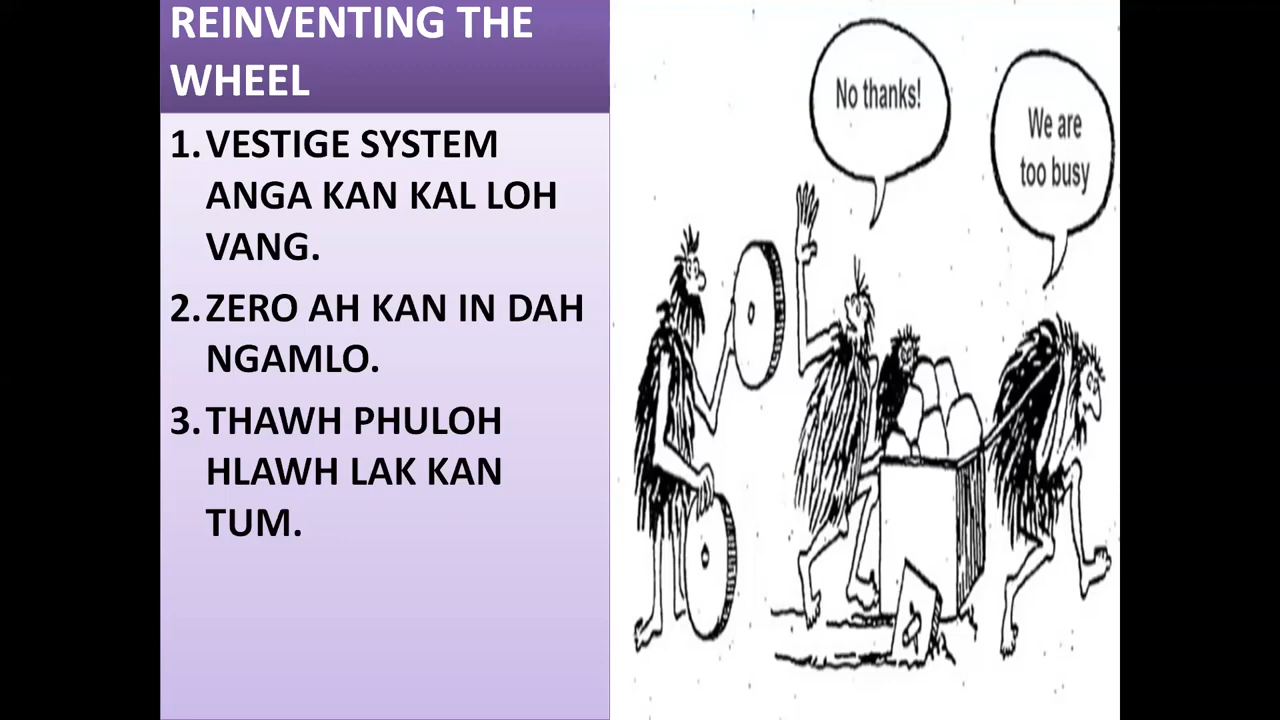 REINVENTING THE
WHEEL
1. VESTIGE SYSTEM
ANGA KAN KAL LOH
VANG.
2. ZERO AH KAN IN DAH
NGAMLO.
3. THAWH PHULOH
HLAWH LAK KAN
TUM.
No thanks!
We are
too busy